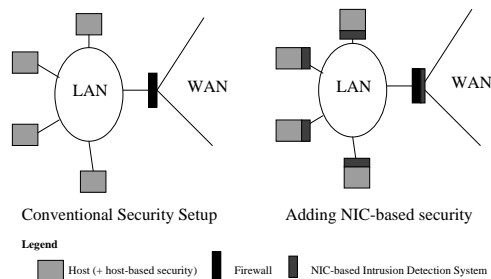 LAN
WAN
LAN
WAN
Conventional Security Setup
Adding NIC-based security
Legend
Host (+ host-based security)
Firewall
NIC-based Intrusion Detection System